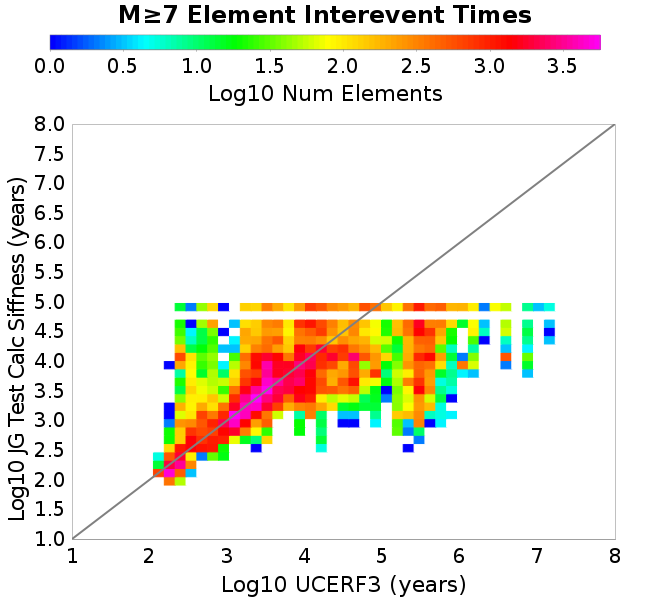 M≥7 Element Interevent Times
0.0 0.5 1.0 1.5 2.0 2.5 3.0 3.5
Log10 Num Elements
8.0
7.5
7.0
6.5
6.0
5.5
5.0
4.5
4.0
3.5
3.0
2.5
2.0
1.5
1.0
Log10 JG Test Calc Siffness (years)
1 2 3 4 5 6 7 8
Log10 UCERF3 (years)